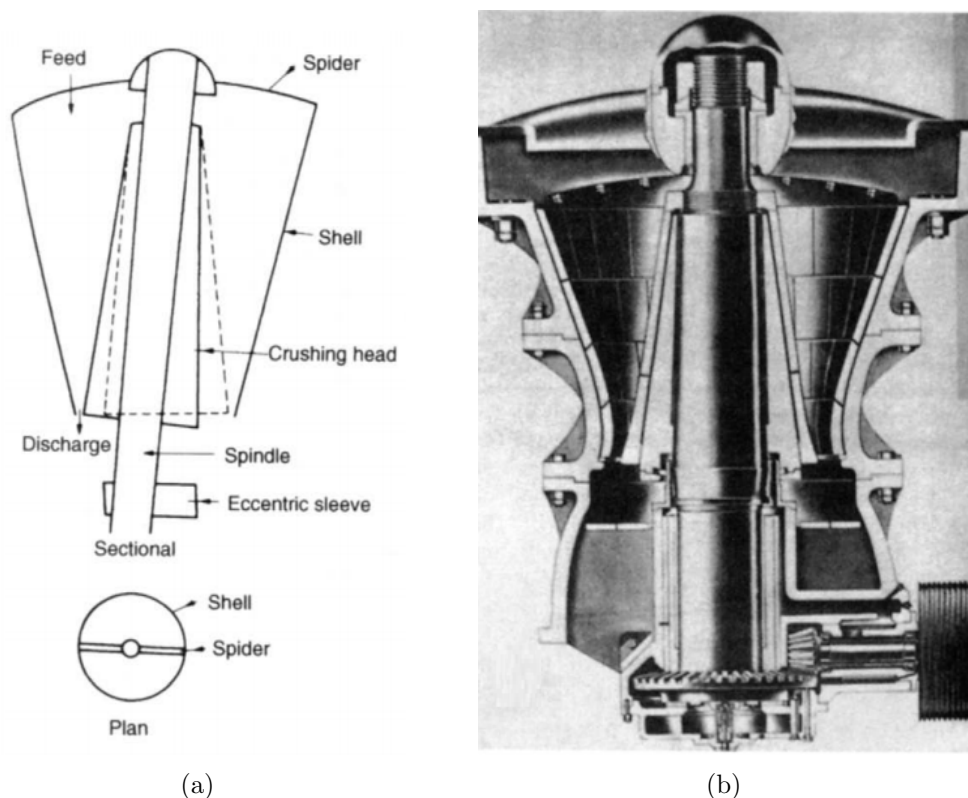 Feed
Spider
Shell
Crushing head
Discharge
Spindle
Eccentric sleeve
Sectional
Shell
Spider
Plan
(a)
(b)